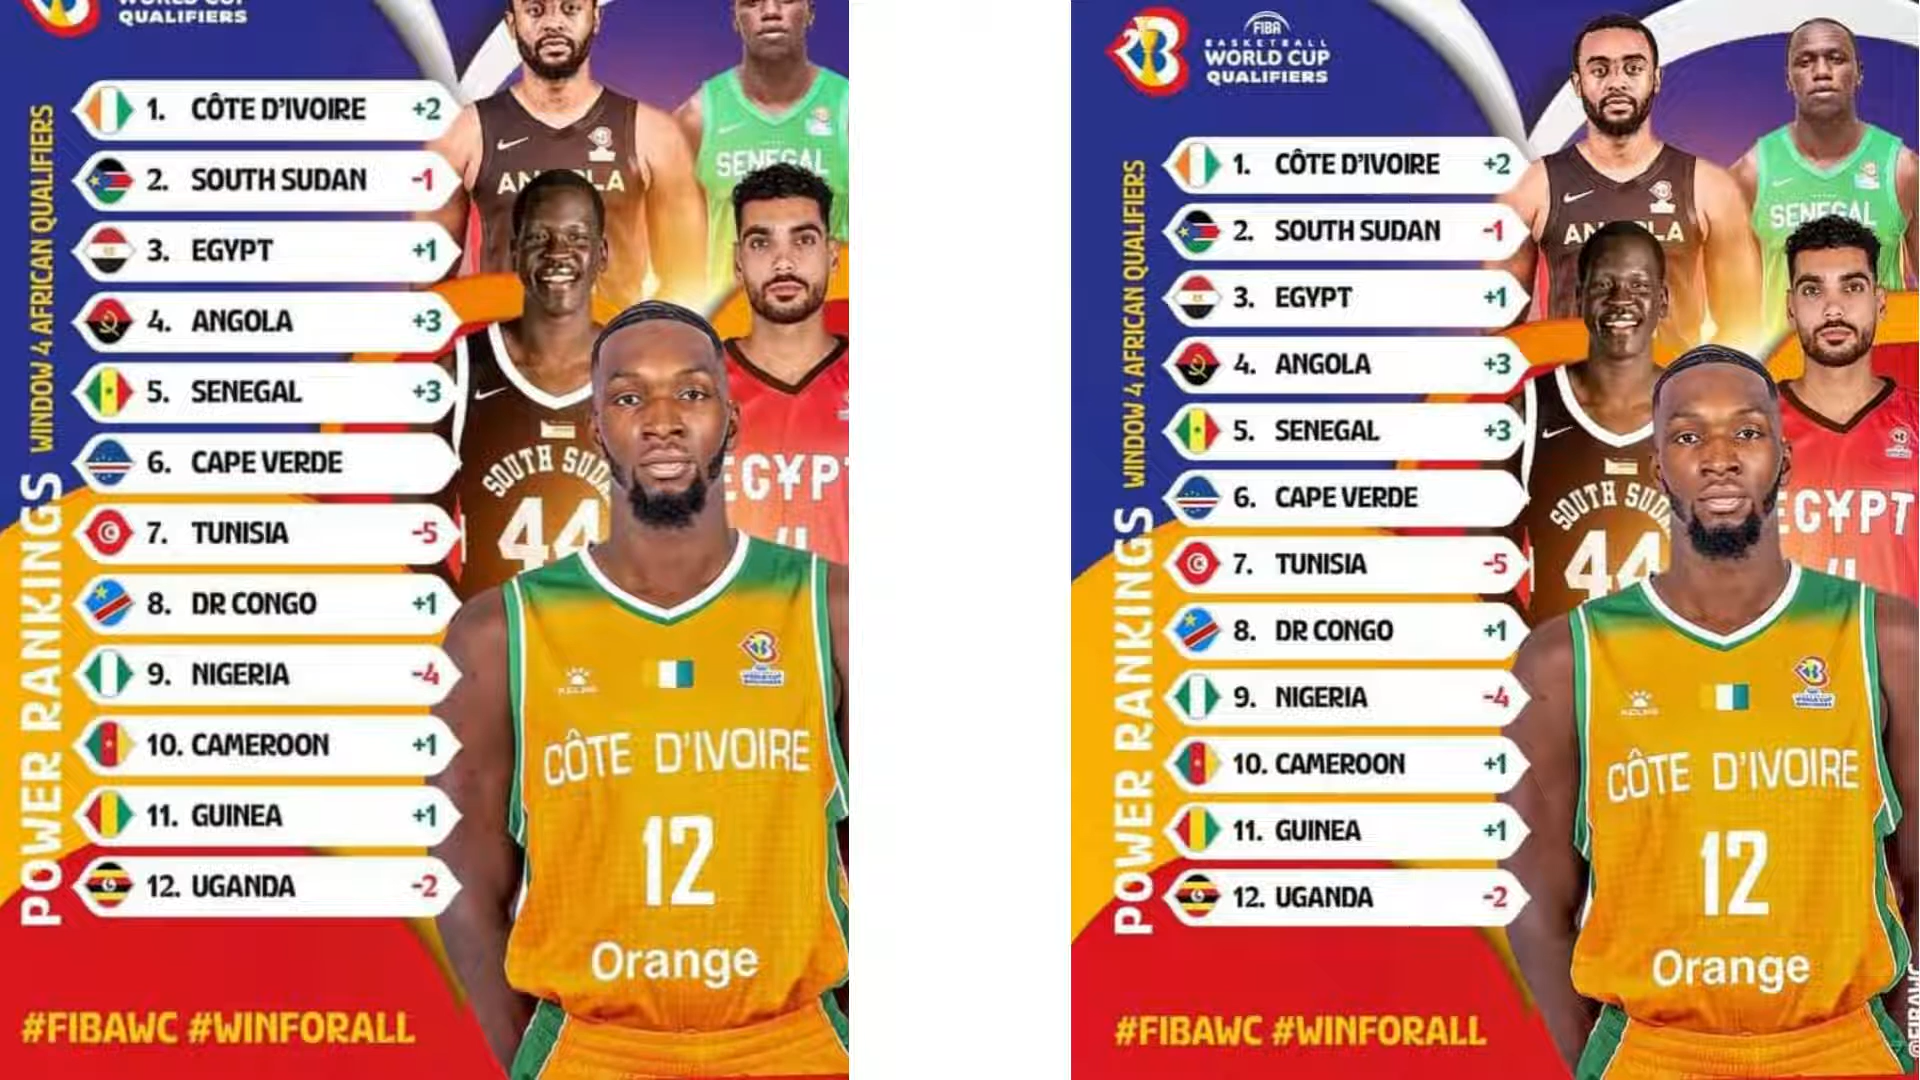 WORLD CUP
QUALIFIERS
WINDOW 4 AFRICAN QUALIFIERS
POWER RANKINGS
1. CÔTE D'IVOIRE +2
2. SOUTH SUDAN -1
3. EGYPT +1
4. ANGOLA +3
5. SENEGAL +3
6. CAPE VERDE
7. TUNISIA -5
8. DR CONGO +1
9. NIGERIA -4
10. CAMEROON +1
11. GUINEA +1
12. UGANDA -2
SENEGAL
SOUTH
44
CÔTE D'IVOIRE
12
Orange
#FIBAWC #WINFORALL
FIBA
BASKETBALL
WORLD CUP
QUALIFIERS
WINDOW 4 AFRICAN QUALIFIERS
POWER RANKINGS
1. CÔTE D'IVOIRE +2
2. SOUTH SUDAN -1
3. EGYPT +1
4. ANGOLA +3
5. SENEGAL +3
6. CAPE VERDE
7. TUNISIA -5
8. DR CONGO +1
9. NIGERIA -4
10. CAMEROON +1
11. GUINEA +1
12. UGANDA -2
SENEGAL
SOUTH
EGYPT
44
CÔTE D'IVOIRE
12
Orange
#FIBAWC #WINFORALL
@FIBAWC